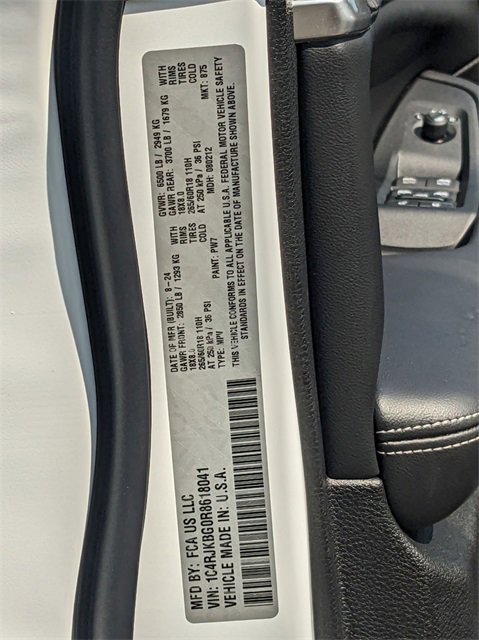 MFD BY: FCA US LLC
VIN: 1C4RJKBG0R8618041
VEHICLE MADE IN: U.S.A.
DATE OF MFR (BUILT): 8-24
GAWR FRONT: 2850 LB / 1293 KG WITH
18X8.0 RIMS
265/60R18 110H TIRES
AT 250 kPa / 36 PSI COLD
TYPE: MPV PAINT: PW7
GVWR: 6500 LB / 2949 KG
GAWR REAR: 3700 LB / 1679 KG WITH
18X8.0 RIMS
265/60R18 110H TIRES
AT 250 kPa / 36 PSI COLD
MDH: 080212 MKT: 875
THIS VEHICLE CONFORMS TO ALL APPLICABLE U.S.A. FEDERAL MOTOR VEHICLE SAFETY
STANDARDS IN EFFECT ON THE DATE OF MANUFACTURE SHOWN ABOVE.